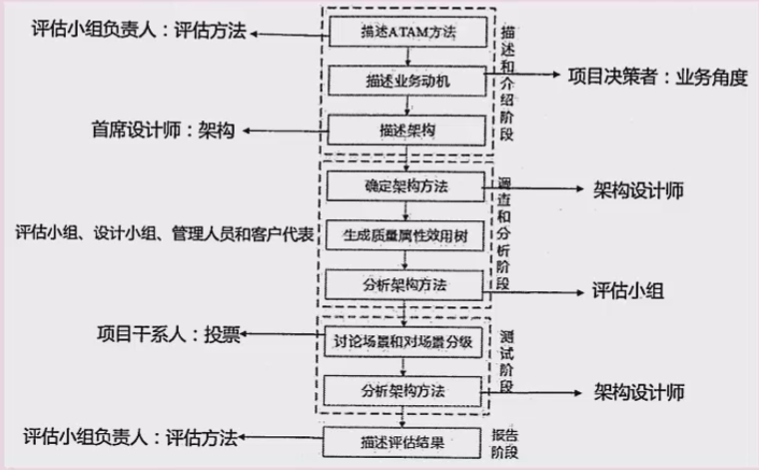 评估小组负责人：评估方法
描述ATAM方法
描述业务动机
项目决策者：业务角度
首席设计师：架构
描述架构
描述和介绍阶段
确定架构方法
架构设计师
评估小组、设计小组、管理人员和客户代表
生成质量属性效用树
分析架构方法
评估小组
调查和分析阶段
项目干系人：投票
讨论场景和对场景分级
分析架构方法
架构设计师
测试阶段
评估小组负责人：评估方法
描述评估结果
报告
阶段